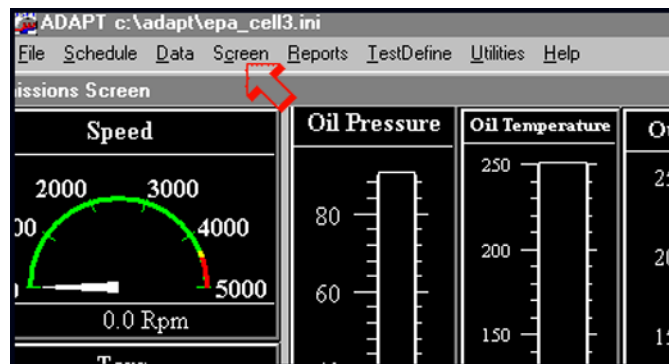 ADAPT c:\adapt\epa_cell3.ini
File Schedule Data Screen Reports TestDefine Utilities Help
Screen
Speed
2000 3000
4000
5000
0.0 Rpm
Oil Pressure
80
60
Oil Temperature
250
200
150